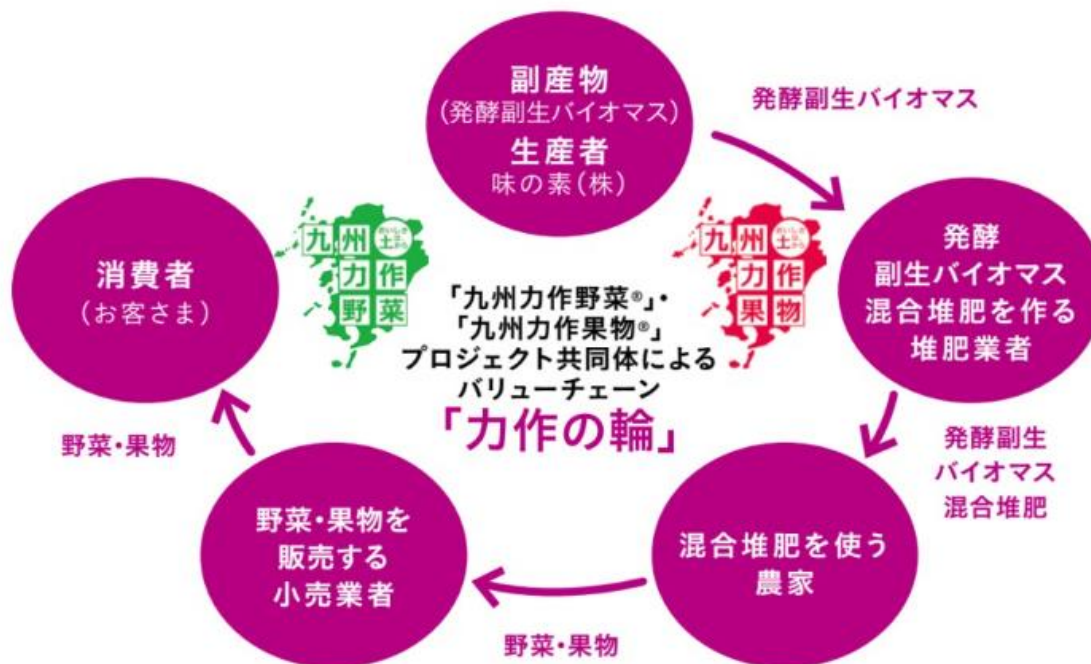 副産物
(発酵副生バイオマス)
生産者
味の素(株)
発酵副生バイオマス
発酵
副生バイオマス
混合堆肥を作る
堆肥業者
発酵副生
バイオマス
混合堆肥
混合堆肥を使う
農家
野菜・果物
野菜・果物を
販売する
小売業者
野菜・果物
消費者
(お客さま)
九州
力作
野菜
九州
力作
果物
「九州力作野菜®」・
「九州力作果物®」
プロジェクト共同体による
バリューチェーン
「力作の輪」